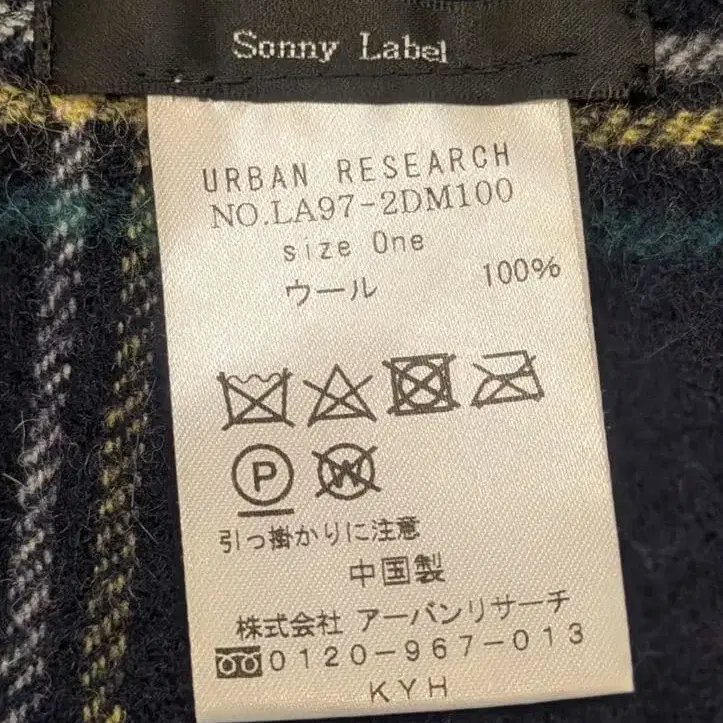 Sonny Label
URBAN RESEARCH
NO.LA97-2DM100
size One
ウール 100%
P
W
引っ掛かりに注意
中国製
株式会社 アーバンリサーチ
0120-967-013
KYH